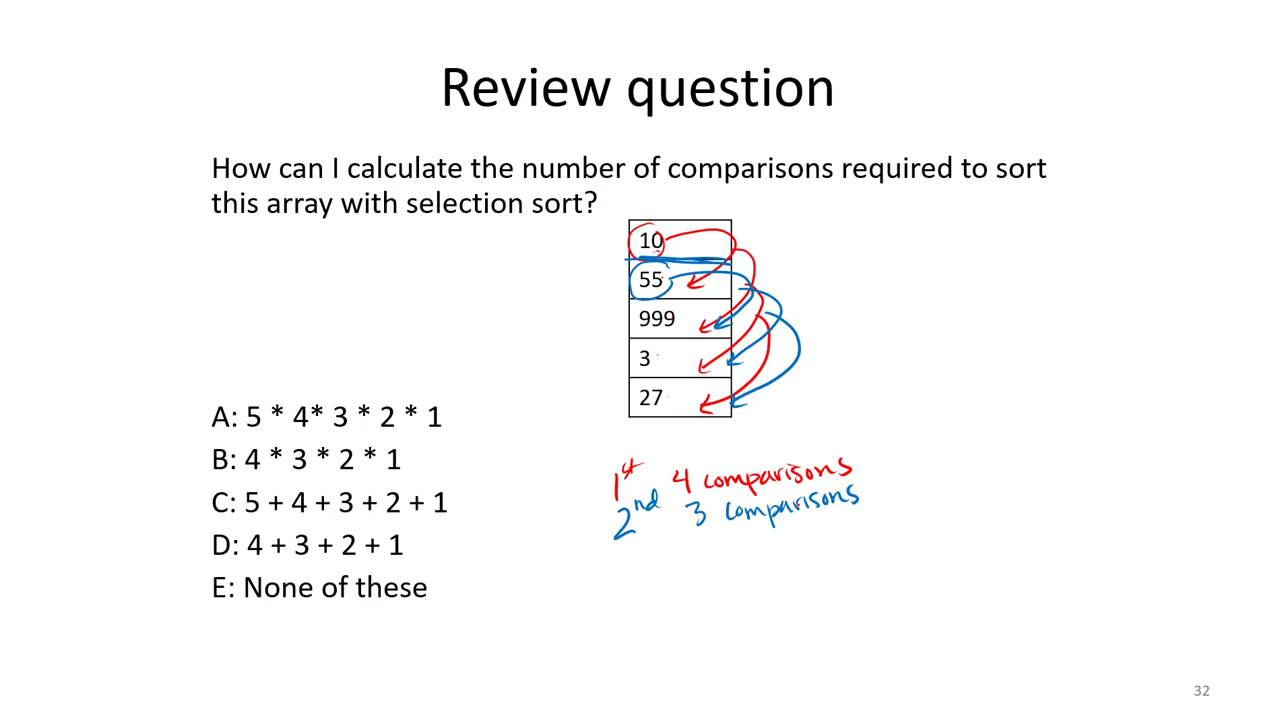 Review question
How can I calculate the number of comparisons required to sort
this array with selection sort?
10
55
999
3
27
A: 5 * 4* 3 * 2 * 1
B: 4 * 3 * 2 * 1
C: 5 + 4 + 3 + 2 + 1
D: 4 + 3 + 2 + 1
E: None of these
1st 4 comparisons
2nd 3 comparisons
32